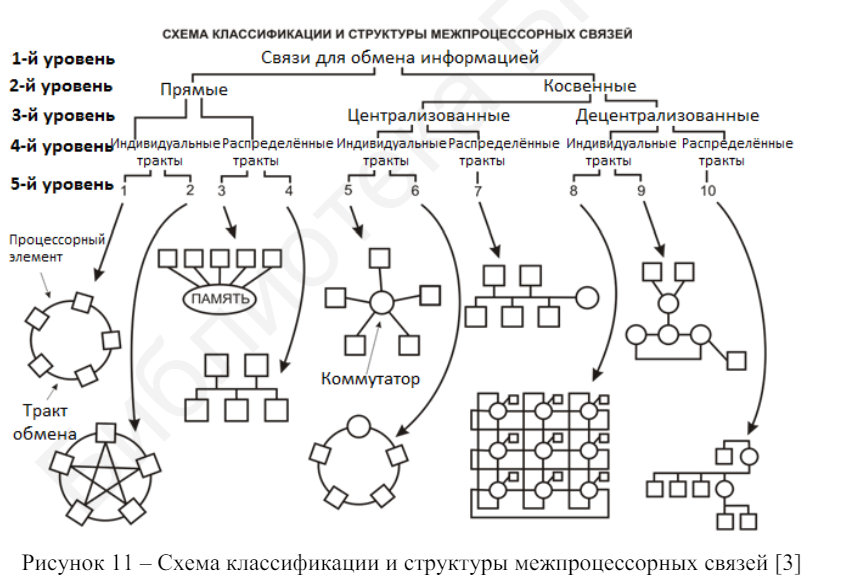 СХЕМА КЛАССИФИКАЦИИ И СТРУКТУРЫ МЕЖПРОЦЕССОРНЫХ СВЯЗЕЙ
1-й уровень Связи для обмена информацией
2-й уровень Прямые Косвенные
3-й уровень Централизованные Децентрализованные
4-й уровень Индивидуальные Распределённые Индивидуальные Распределённые Индивидуальные Распределённые
тракты тракты тракты тракты тракты тракты
5-й уровень 1 2 3 4 5 6 7 8 9 10
Процессорный
элемент
ПАМЯТЬ
Коммутатор
Тракт
обмена
Рисунок 11 – Схема классификации и структуры межпроцессорных связей [3]
Библиотека Б